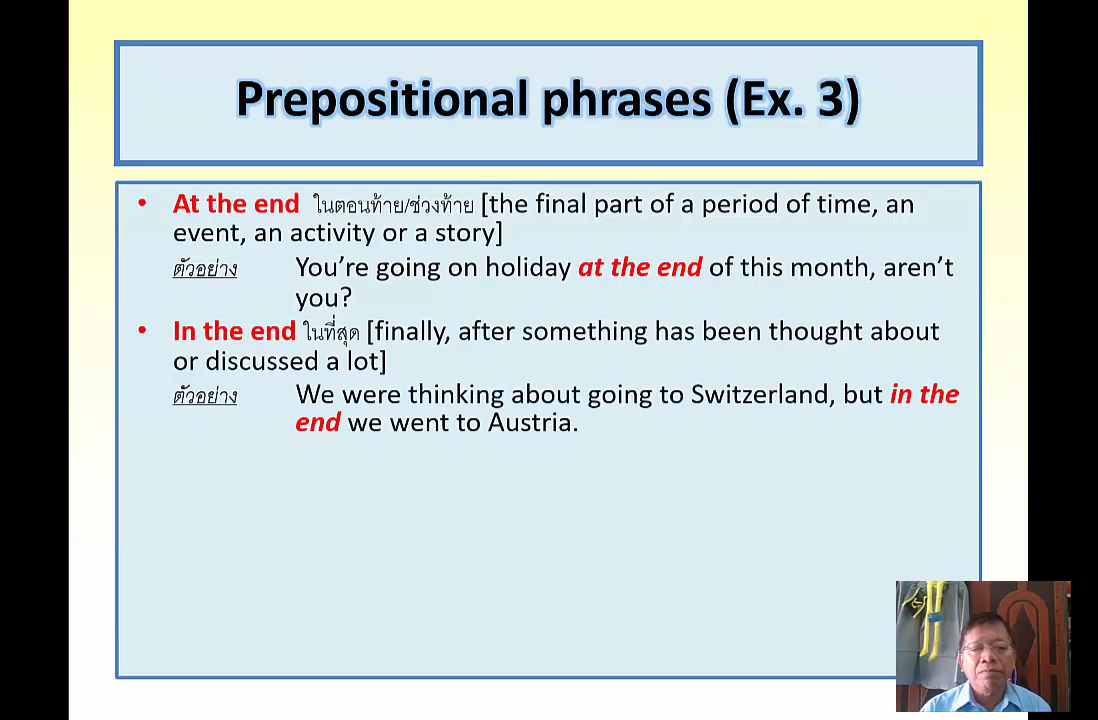 Prepositional phrases (Ex. 3)
• At the end ในตอนท้าย/ช่วงท้าย [the final part of a period of time, an
event, an activity or a story]
ตัวอย่าง You’re going on holiday at the end of this month, aren’t
you?
• In the end ในที่สุด [finally, after something has been thought about
or discussed a lot]
ตัวอย่าง We were thinking about going to Switzerland, but in the
end we went to Austria.